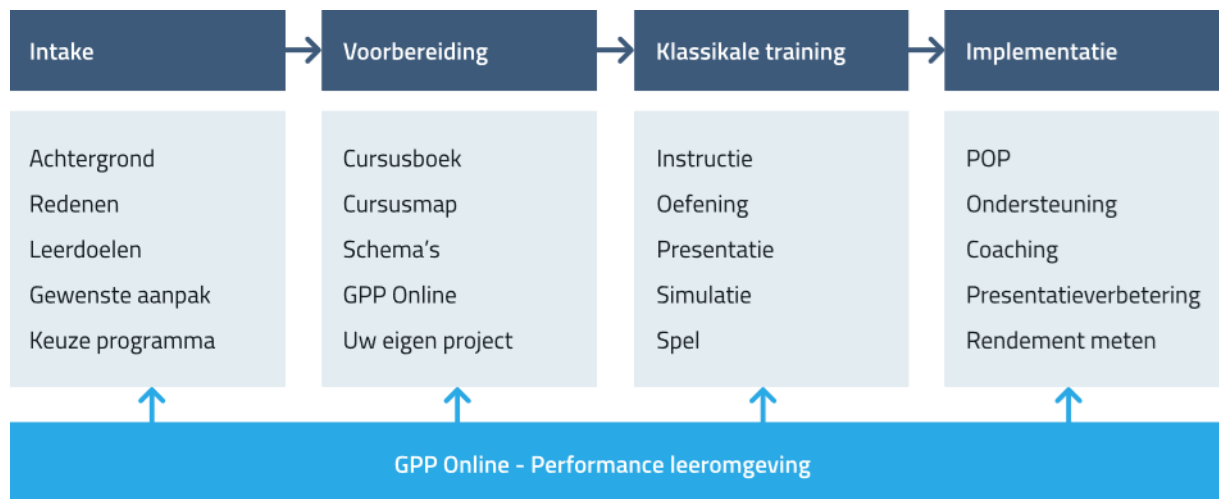 Intake
Voorbereiding
Klassikale training
Implementatie
Achtergrond
Redenen
Leerdoelen
Gewenste aanpak
Keuze programma
Cursusboek
Cursusmap
Schema’s
GPP Online
Uw eigen project
Instructie
Oefening
Presentatie
Simulatie
Spel
POP
Ondersteuning
Coaching
Presentatieverbetering
Rendement meten
GPP Online - Performance leeromgeving